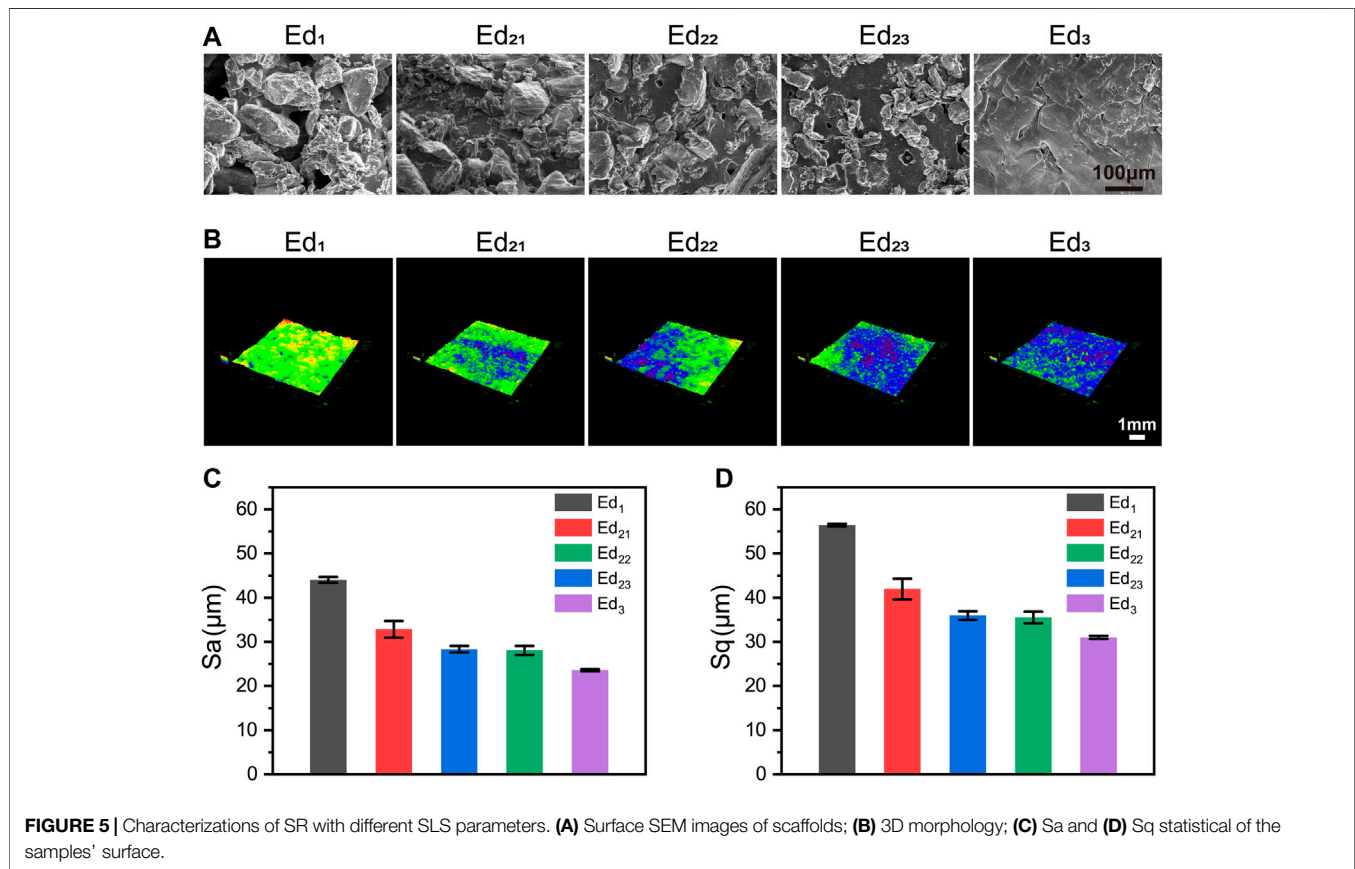 A
Ed₁ Ed₂₁ Ed₂₂ Ed₂₃ Ed₃
100μm
B
Ed₁ Ed₂₁ Ed₂₂ Ed₂₃ Ed₃
1mm
C
Sa (μm)
60
50
40
30
20
10
0
Ed₁
Ed₂₁
Ed₂₂
Ed₂₃
Ed₃
D
Sq (μm)
60
50
40
30
20
10
0
Ed₁
Ed₂₁
Ed₂₂
Ed₂₃
Ed₃
FIGURE 5 | Characterizations of SR with different SLS parameters. (A) Surface SEM images of scaffolds; (B) 3D morphology; (C) Sa and (D) Sq statistical of the
samples’ surface.